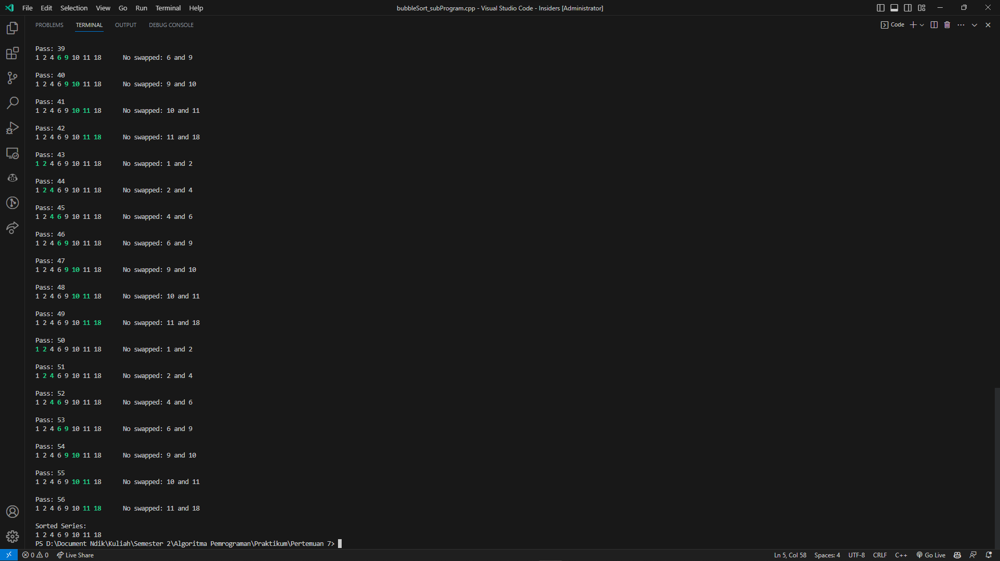 File Edit Selection View Go Run Terminal Help
bubbleSort_subProgram.cpp - Visual Studio Code - Insiders [Administrator]
PROBLEMS TERMINAL OUTPUT DEBUG CONSOLE
Code
Pass: 39
1 2 4 6 9 10 11 18 No swapped: 6 and 9
Pass: 40
1 2 4 6 9 10 11 18 No swapped: 9 and 10
Pass: 41
1 2 4 6 9 10 11 18 No swapped: 10 and 11
Pass: 42
1 2 4 6 9 10 11 18 No swapped: 11 and 18
Pass: 43
1 2 4 6 9 10 11 18 No swapped: 1 and 2
Pass: 44
1 2 4 6 9 10 11 18 No swapped: 2 and 4
Pass: 45
1 2 4 6 9 10 11 18 No swapped: 4 and 6
Pass: 46
1 2 4 6 9 10 11 18 No swapped: 6 and 9
Pass: 47
1 2 4 6 9 10 11 18 No swapped: 9 and 10
Pass: 48
1 2 4 6 9 10 11 18 No swapped: 10 and 11
Pass: 49
1 2 4 6 9 10 11 18 No swapped: 11 and 18
Pass: 50
1 2 4 6 9 10 11 18 No swapped: 1 and 2
Pass: 51
1 2 4 6 9 10 11 18 No swapped: 2 and 4
Pass: 52
1 2 4 6 9 10 11 18 No swapped: 4 and 6
Pass: 53
1 2 4 6 9 10 11 18 No swapped: 6 and 9
Pass: 54
1 2 4 6 9 10 11 18 No swapped: 9 and 10
Pass: 55
1 2 4 6 9 10 11 18 No swapped: 10 and 11
Pass: 56
1 2 4 6 9 10 11 18 No swapped: 11 and 18
Sorted Series:
1 2 4 6 9 10 11 18
PS D:\Document Ndik\Kuliah\Semester 2\Algoritma Pemrograman\Praktikum\Pertemuan 7>
0 0 Live Share
Ln 5, Col 58 Spaces: 4 UTF-8 CRLF C++ Go Live